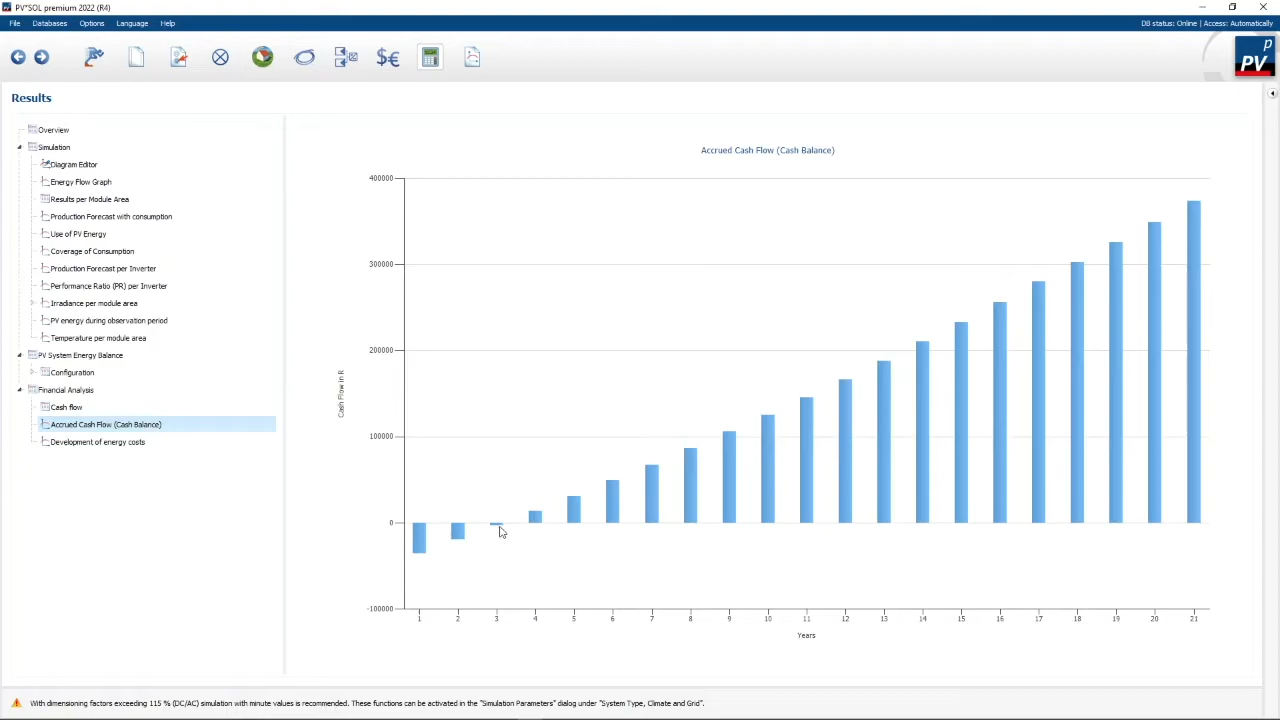 PV*SOL premium 2022 (R4)
File Databases Options Language Help
DB status: Online | Access: Automatically
$€
p
PV
Results
Overview
Simulation
Diagram Editor
Energy Flow Graph
Results per Module Area
Production Forecast with consumption
Use of PV Energy
Coverage of Consumption
Production Forecast per Inverter
Performance Ratio (PR) per Inverter
Irradiance per module area
PV energy during observation period
Temperature per module area
PV System Energy Balance
Configuration
Financial Analysis
Cash flow
Accrued Cash Flow (Cash Balance)
Development of energy costs
Accrued Cash Flow (Cash Balance)
400000
300000
200000
100000
0
-100000
Cash Flow in R
1 2 3 4 5 6 7 8 9 10 11 12 13 14 15 16 17 18 19 20 21
Years
With dimensioning factors exceeding 115 % (DC/AC) simulation with minute values is recommended. These functions can be activated in the "Simulation Parameters" dialog under "System Type, Climate and Grid".